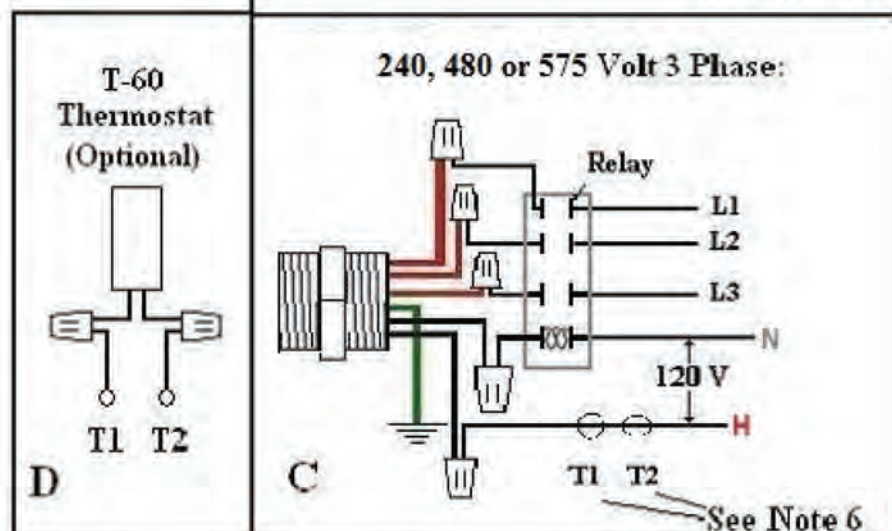 T-60
Thermostat
(Optional)
T1 T2
D
240, 480 or 575 Volt 3 Phase:
Relay
L1
L2
L3
N
120 V
H
T1 T2
C
See Note 6